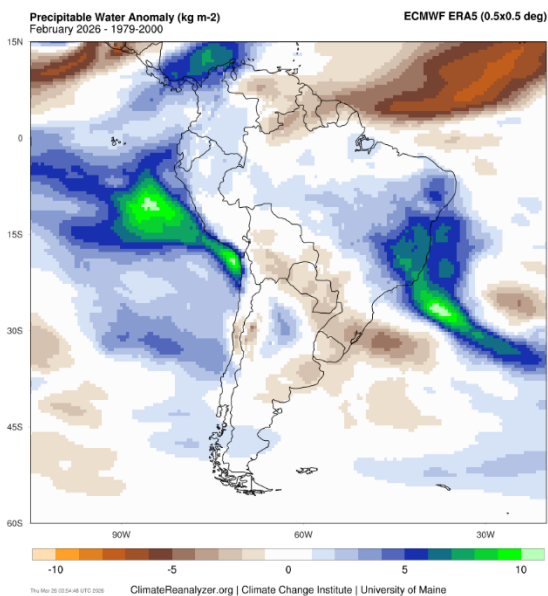 Precipitable Water Anomaly (kg m-2) ECMWF ERA5 (0.5x0.5 deg)
February 2026 - 1979-2000
15N
0
15S
30S
45S
60S
90W 60W 30W
-10 -5 0 5 10
ClimateReanalyzer.org | Climate Change Institute | University of Maine